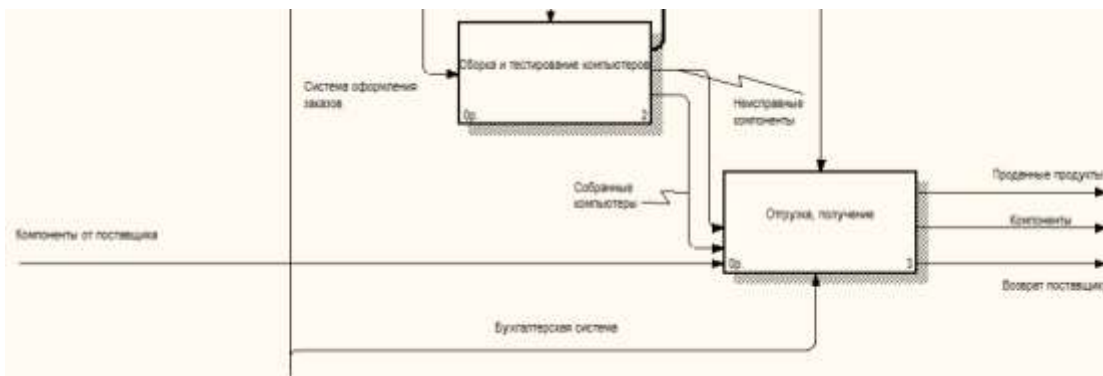 Сборка и тестирование компьютеров
0р.
2
Система оформления
заказов
Неисправные
компоненты
Собранные
компьютеры
Проданные продукты
Отгрузка, получение
Компоненты
Компоненты от поставщика
0р.
3
Возврат поставщик
Бухгалтерская система